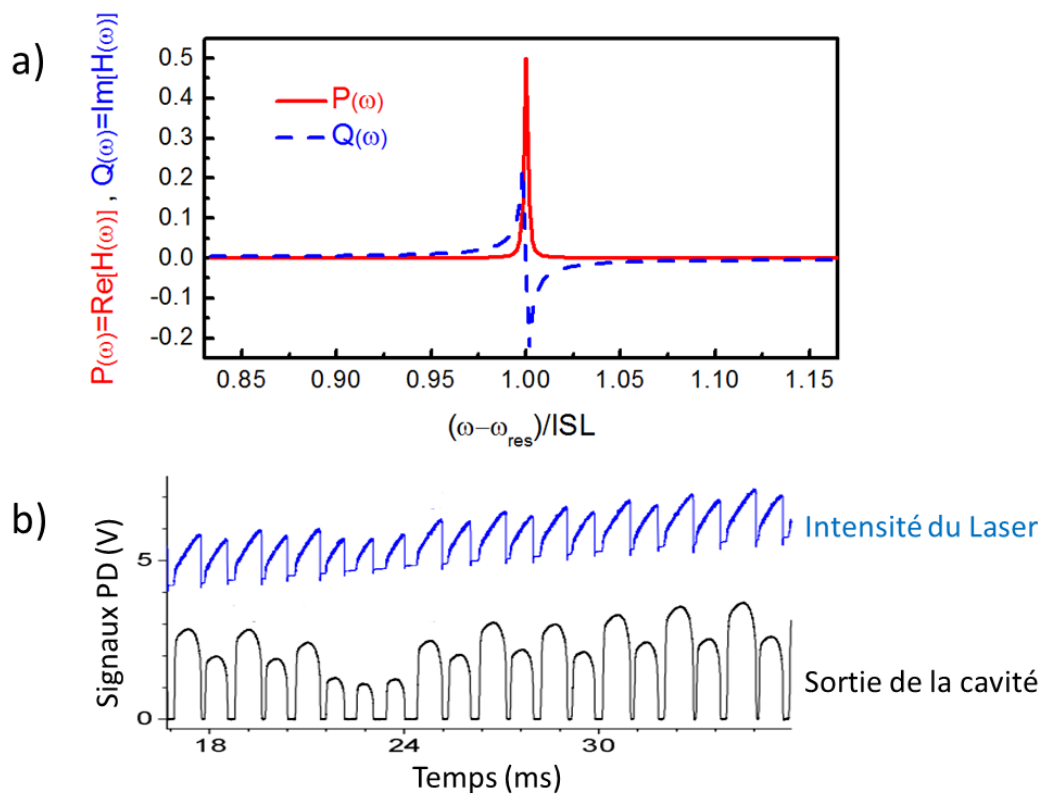 a)
P(ω)=Re[H(ω)] , Q(ω)=Im[H(ω)]
0.5
0.4
0.3
0.2
0.1
0.0
-0.1
-0.2
P(ω)
Q(ω)
0.85 0.90 0.95 1.00 1.05 1.10 1.15
(ω−ωres)/ISL
b)
Signaux PD (V)
5
0
Intensité du Laser
Sortie de la cavité
18 24 30
Temps (ms)